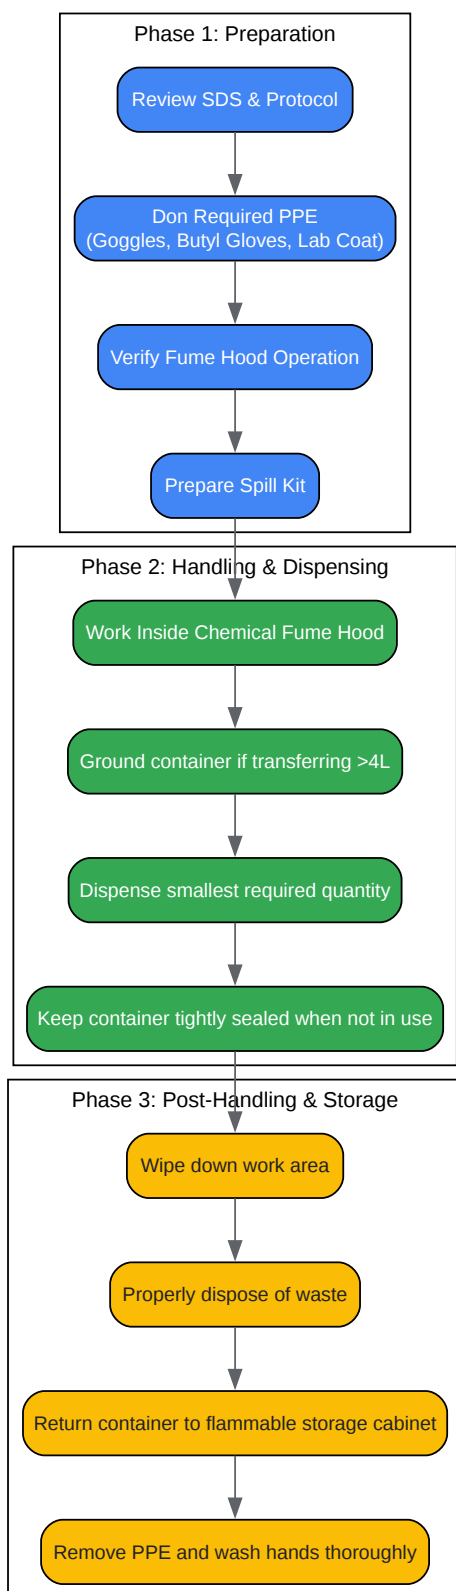 Phase 1: Preparation
Review SDS & Protocol
Don Required PPE
(Goggles, Butyl Gloves, Lab Coat)
Verify Fume Hood Operation
Prepare Spill Kit
Phase 2: Handling & Dispensing
Work Inside Chemical Fume Hood
Ground container if transferring >4L
Dispense smallest required quantity
Keep container tightly sealed when not in use
Phase 3: Post-Handling & Storage
Wipe down work area
Properly dispose of waste
Return container to flammable storage cabinet
Remove PPE and wash hands thoroughly